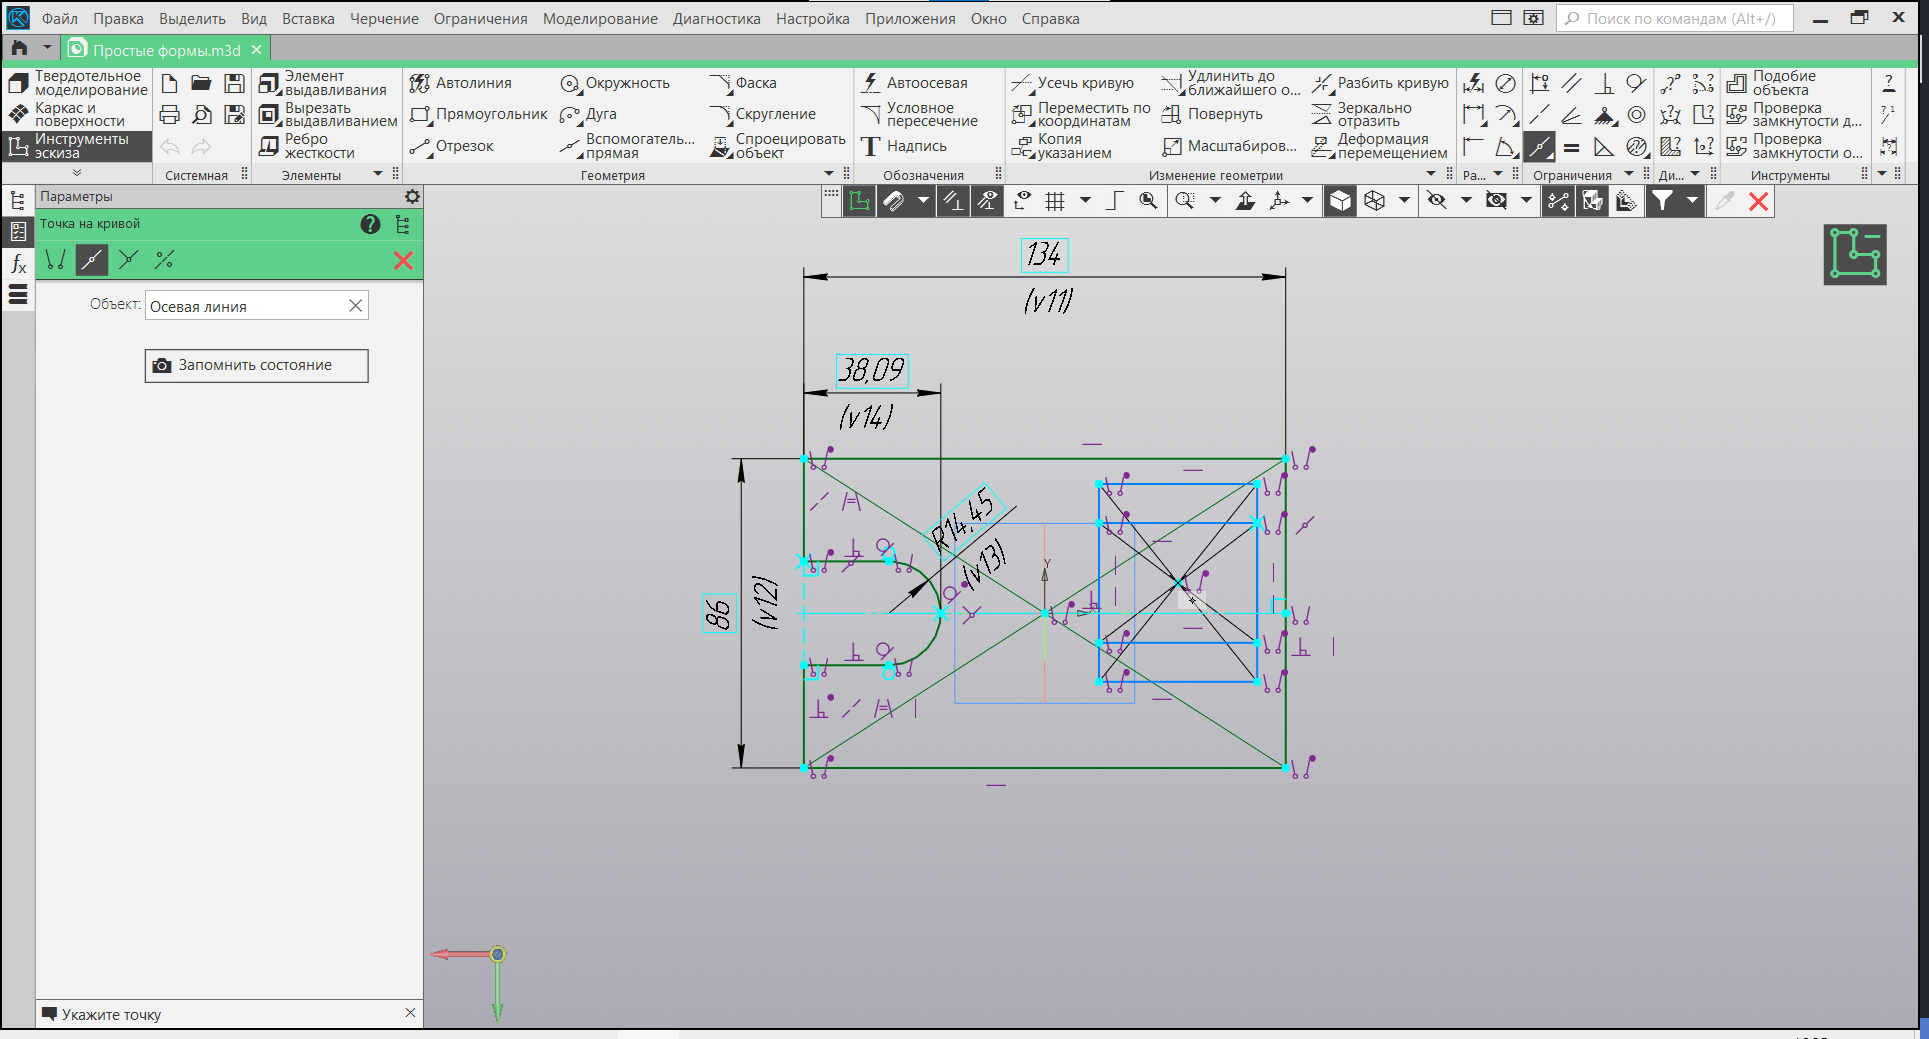 Файл Правка Выделить Вид Вставка Черчение Ограничения Моделирование Диагностика Настройка Приложения Окно Справка Поиск по командам (Alt+/)
Простые формы.m3d
Твердотельное моделирование
Каркас и поверхности
Инструменты эскиза
Системная
Элемент выдавливания
Вырезать выдавливанием
Ребро жесткости
Элементы
Автолиния Окружность Фаска
Прямоугольник Дуга Скругление
Отрезок Вспомогатель... прямая Спроецировать объект
Геометрия
Автоосевая
Условное пересечение
Надпись
Обозначения
Усечь кривую Удлинить до ближайшего о... Разбить кривую
Переместить по координатам Повернуть Зеркально отразить
Копия указанием Масштабиров... Деформация перемещением
Изменение геометрии
Ра...
Ограничения
Ди...
Подобие объекта
Проверка замкнутости д...
Проверка замкнутости о...
Инструменты
Параметры
Точка на кривой
Объект: Осевая линия
Запомнить состояние
Укажите точку
134
(v11)
38,09
(v14)
R14,45
(v13)
86
(v12)
Y